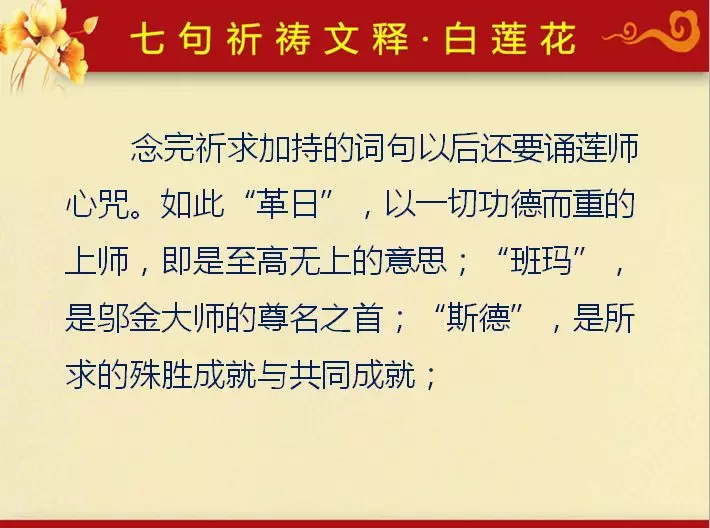 七句祈祷文释·白莲花
念完祈求加持的词句以后还要诵莲师
心咒。如此“革日”，以一切功德而重的
上师，即是至高无上的意思；“班玛”，
是邬金大师的尊名之首；“斯德”，是所
求的殊胜成就与共同成就；